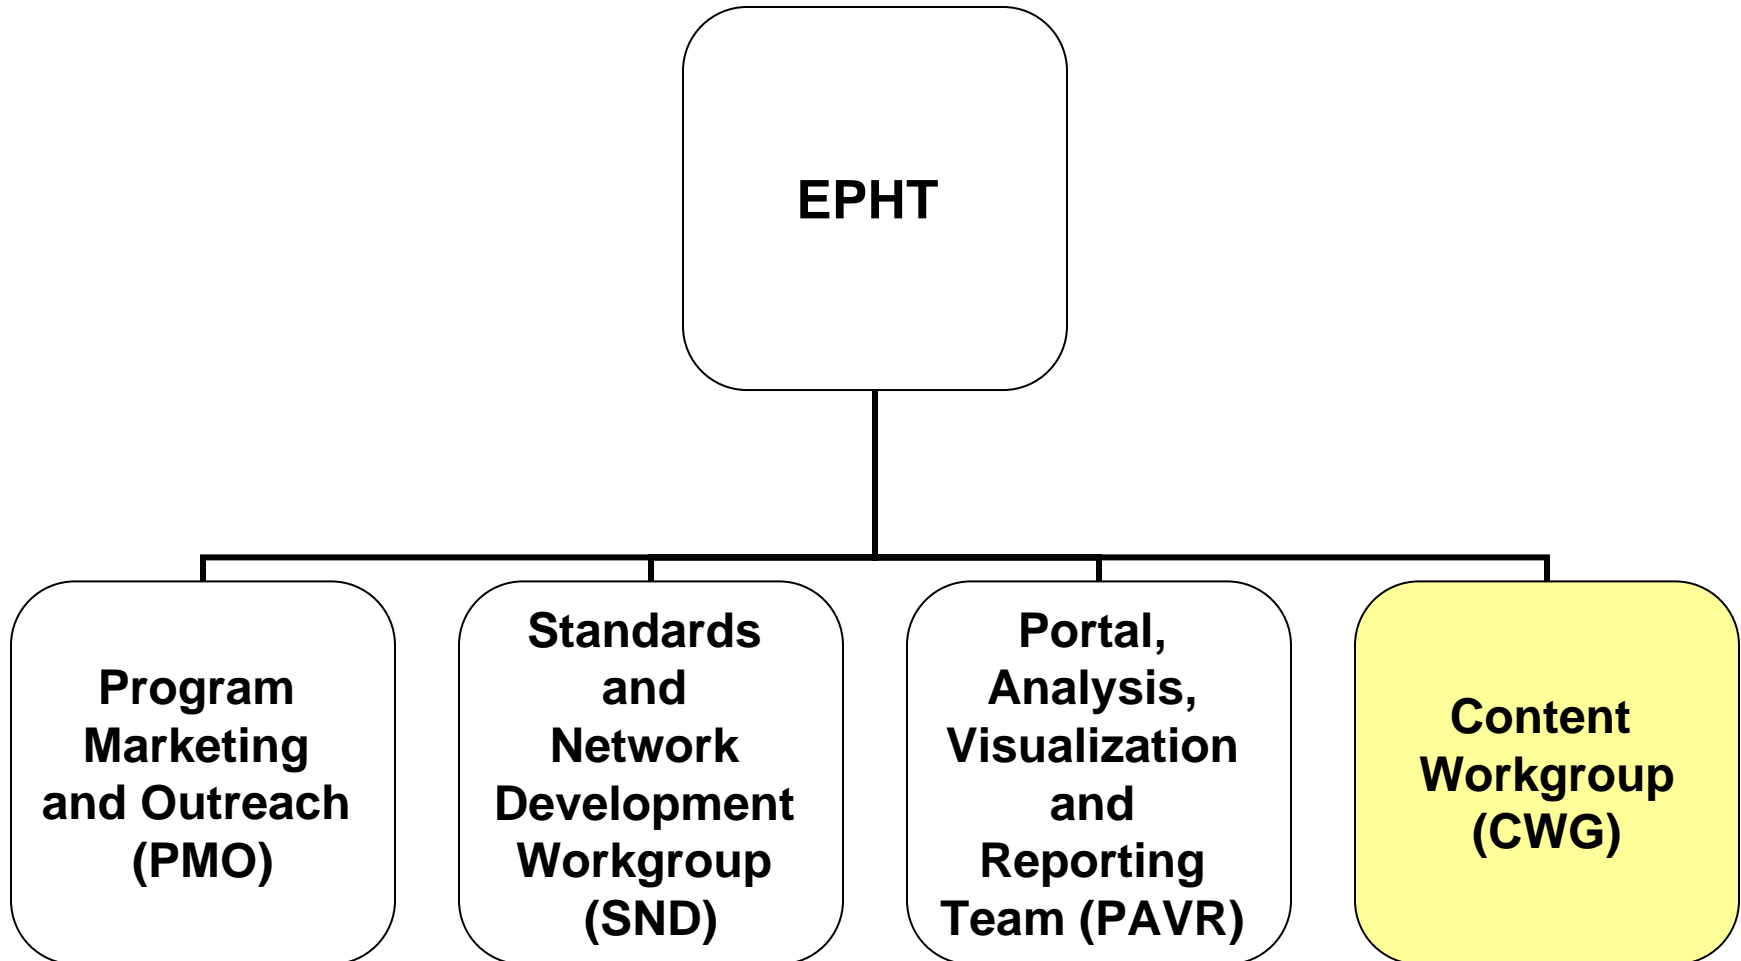 EPHT
Program
Marketing
and Outreach
(PMO)
Standards
and
Network
Development
Workgroup
(SND)
Portal,
Analysis,
Visualization
and
Reporting
Team (PAVR)
Content
Workgroup
(CWG)